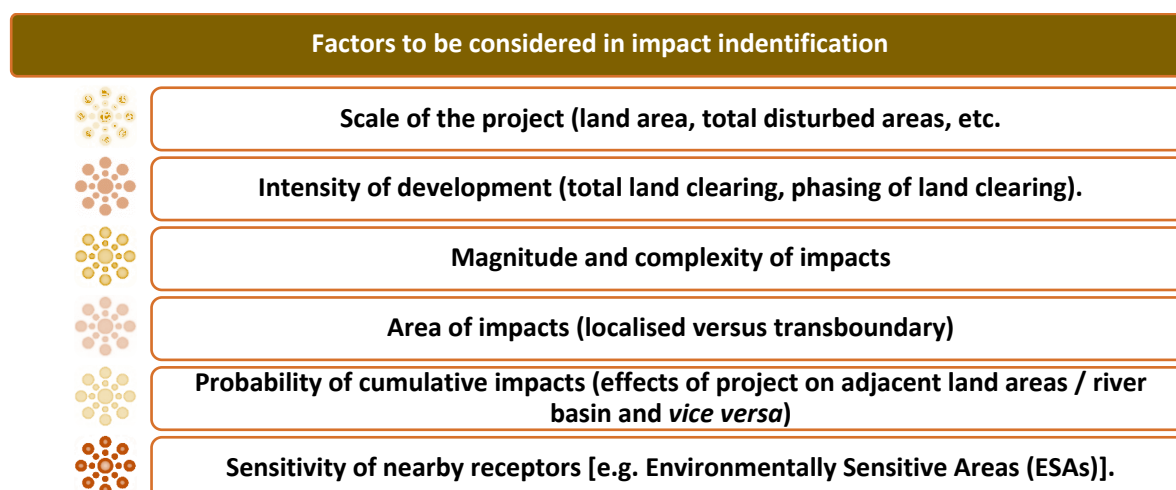 Factors to be considered in impact indentification
Scale of the project (land area, total disturbed areas, etc.
Intensity of development (total land clearing, phasing of land clearing).
Magnitude and complexity of impacts
Area of impacts (localised versus transboundary)
Probability of cumulative impacts (effects of project on adjacent land areas / river
basin and vice versa)
Sensitivity of nearby receptors [e.g. Environmentally Sensitive Areas (ESAs)].